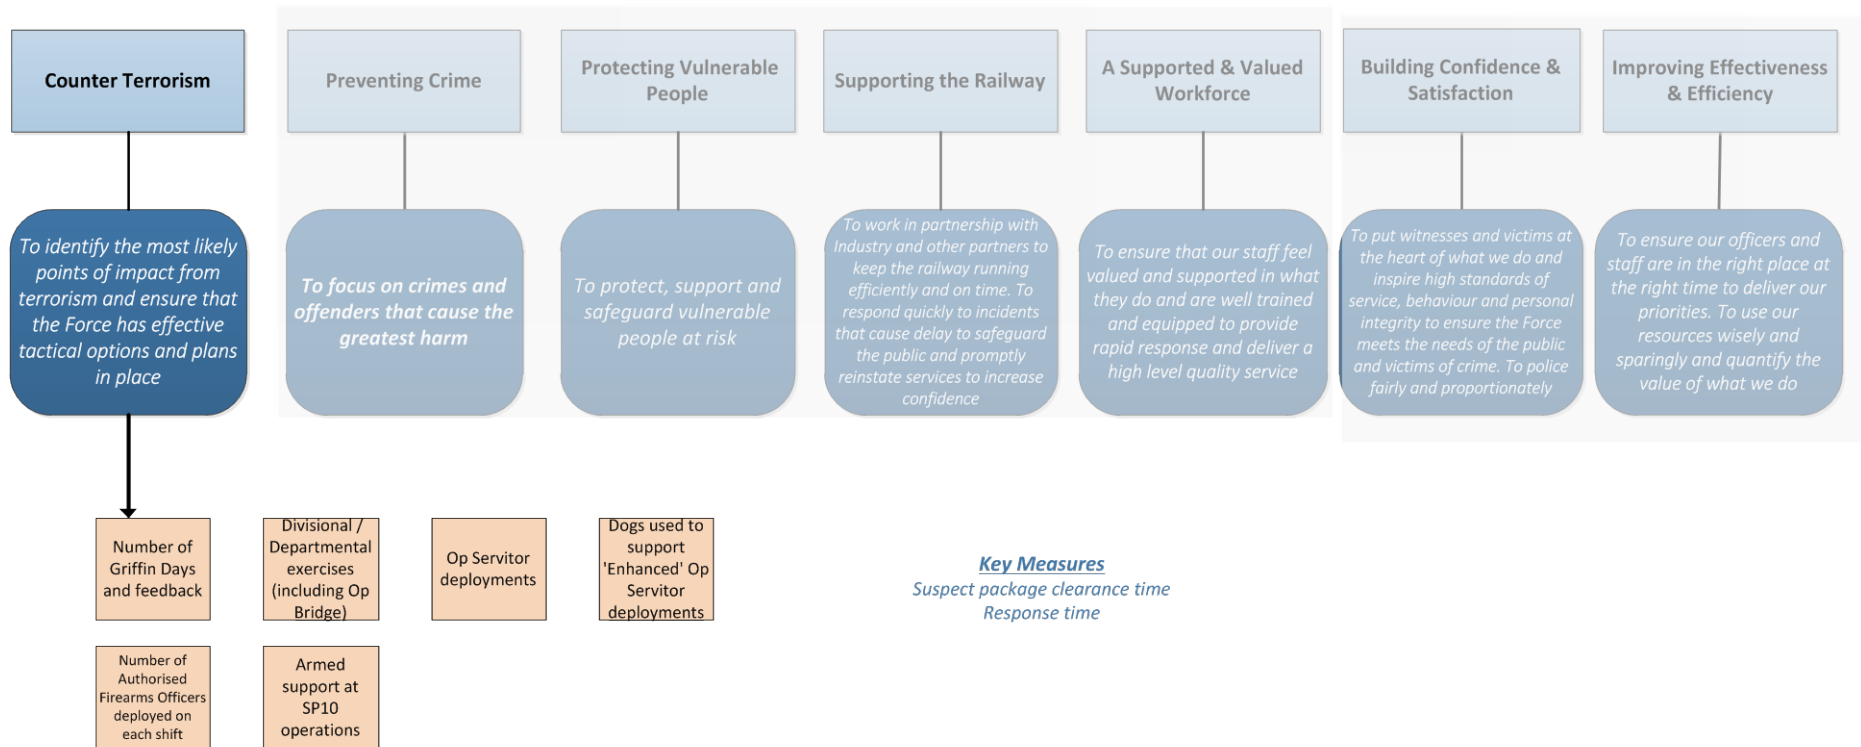 Counter Terrorism
Preventing Crime
Protecting Vulnerable
People
Supporting the Railway
A Supported & Valued
Workforce
Building Confidence &
Satisfaction
Improving Effectiveness
& Efficiency
To identify the most likely
points of impact from
terrorism and ensure that
the Force has effective
tactical options and plans
in place
To focus on crimes and
offenders that cause the
greatest harm
To protect, support and
safeguard vulnerable
people at risk
To work in partnership with
Industry and other partners to
keep the railway running
efficiently and on time. To
respond quickly to incidents
that cause delay to safeguard
the public and promptly
reinstate services to increase
confidence
To ensure that our staff feel
valued and supported in what
they do and are well trained
and equipped to provide
rapid response and deliver a
high level quality service
To put witnesses and victims at
the heart of what we do and
inspire high standards of
service, behaviour and personal
integrity to ensure the Force
meets the needs of the public
and victims of crime. To police
fairly and proportionately
To ensure our officers and
staff are in the right place at
the right time to deliver our
priorities. To use our
resources wisely and
sparingly and quantify the
value of what we do
Number of
Griffin Days
and feedback
Divisional /
Departmental
exercises
(including Op
Bridge)
Op Servitor
deployments
Dogs used to
support
'Enhanced' Op
Servitor
deployments
Key Measures
Suspect package clearance time
Response time
Number of
Authorised
Firearms Officers
deployed on
each shift
Armed
support at
SP10
operations